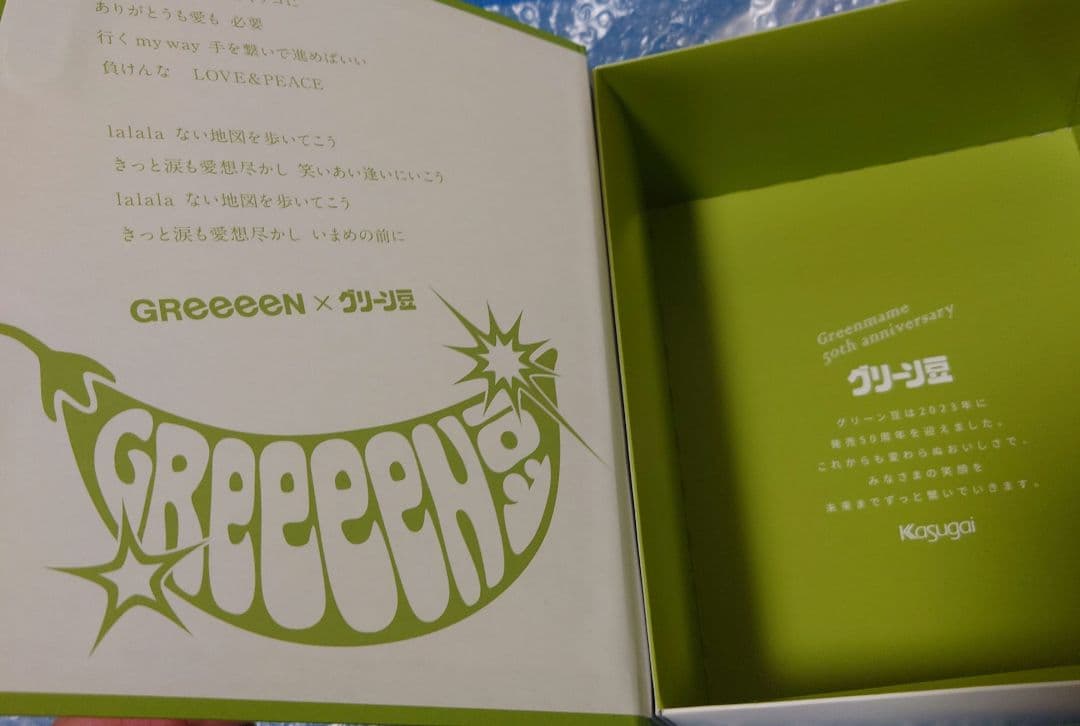 ありがとうも愛も 必要
行く my way 手を繋いで進めばいい
負けんな LOVE&PEACE
lalala ない地図を歩いてこう
きっと涙も愛想尽かし 笑いあい逢いにいこう
lalala ない地図を歩いてこう
きっと涙も愛想尽かし いまめの前に
GReeeeN×グリーン豆
GReeeeN
Greenmame
50th anniversary
グリーン豆
グリーン豆は2023年に
発売50周年を迎えました。
これからも変わらぬおいしさで、
みなさまの笑顔を
未来までずっと繋いでいきます。
Kasugai